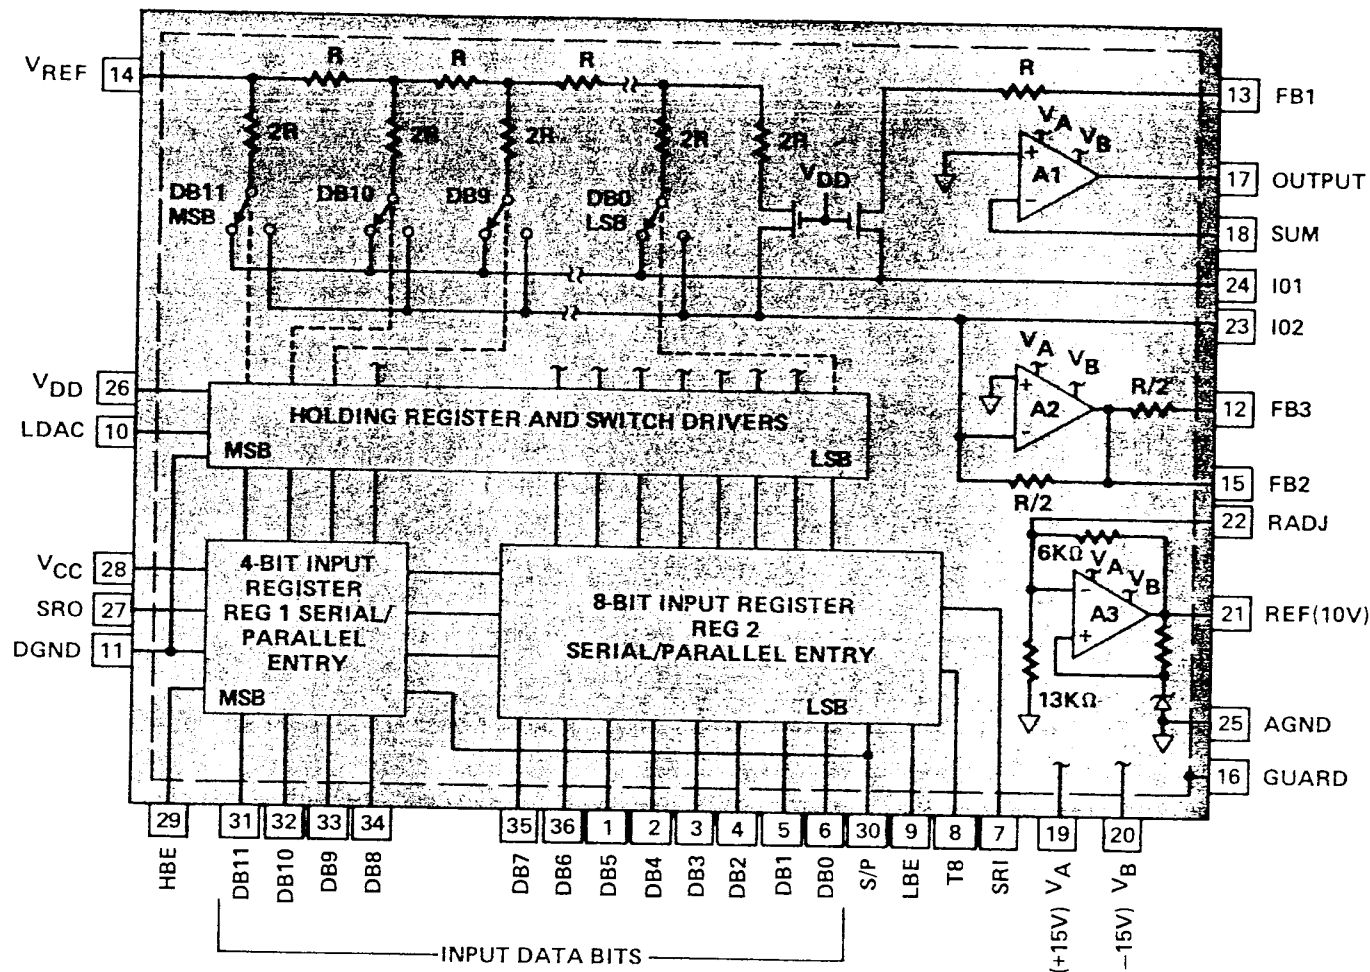 R R R R
VREF 14
13 FB1
2R 2R 2R 2R 2R
VA
VB
+
A1
−
VDD
17 OUTPUT
DB11 MSB
DB10
DB9
DB0 LSB
18 SUM
24 I01
23 I02
VA
VB
+
A2
−
R/2
12 FB3
VDD 26
HOLDING REGISTER AND SWITCH DRIVERS
LDAC 10
MSB LSB
R/2
15 FB2
22 RADJ
6KΩ
VA
VB
−
A3
+
13KΩ
21 REF(10V)
VCC 28
SRO 27
DGND 11
4-BIT INPUT
REGISTER
REG 1 SERIAL/
PARALLEL
ENTRY
MSB
8-BIT INPUT REGISTER
REG 2
SERIAL/PARALLEL ENTRY
LSB
25 AGND
16 GUARD
29 31 32 33 34 35 36 1 2 3 4 5 6 30 9 8 7 19 20
HBE
DB11
DB10
DB9
DB8
DB7
DB6
DB5
DB4
DB3
DB2
DB1
DB0
S/P
LBE
T8
SRI
(+15V) VA
−15V) VB
INPUT DATA BITS